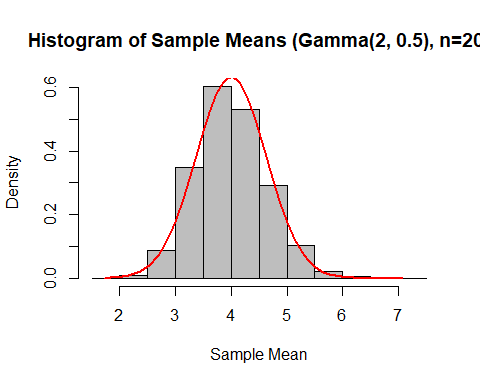 Histogram of Sample Means (Gamma(2, 0.5), n=20
Density
0.6
0.4
0.2
0.0
2 3 4 5 6 7
Sample Mean